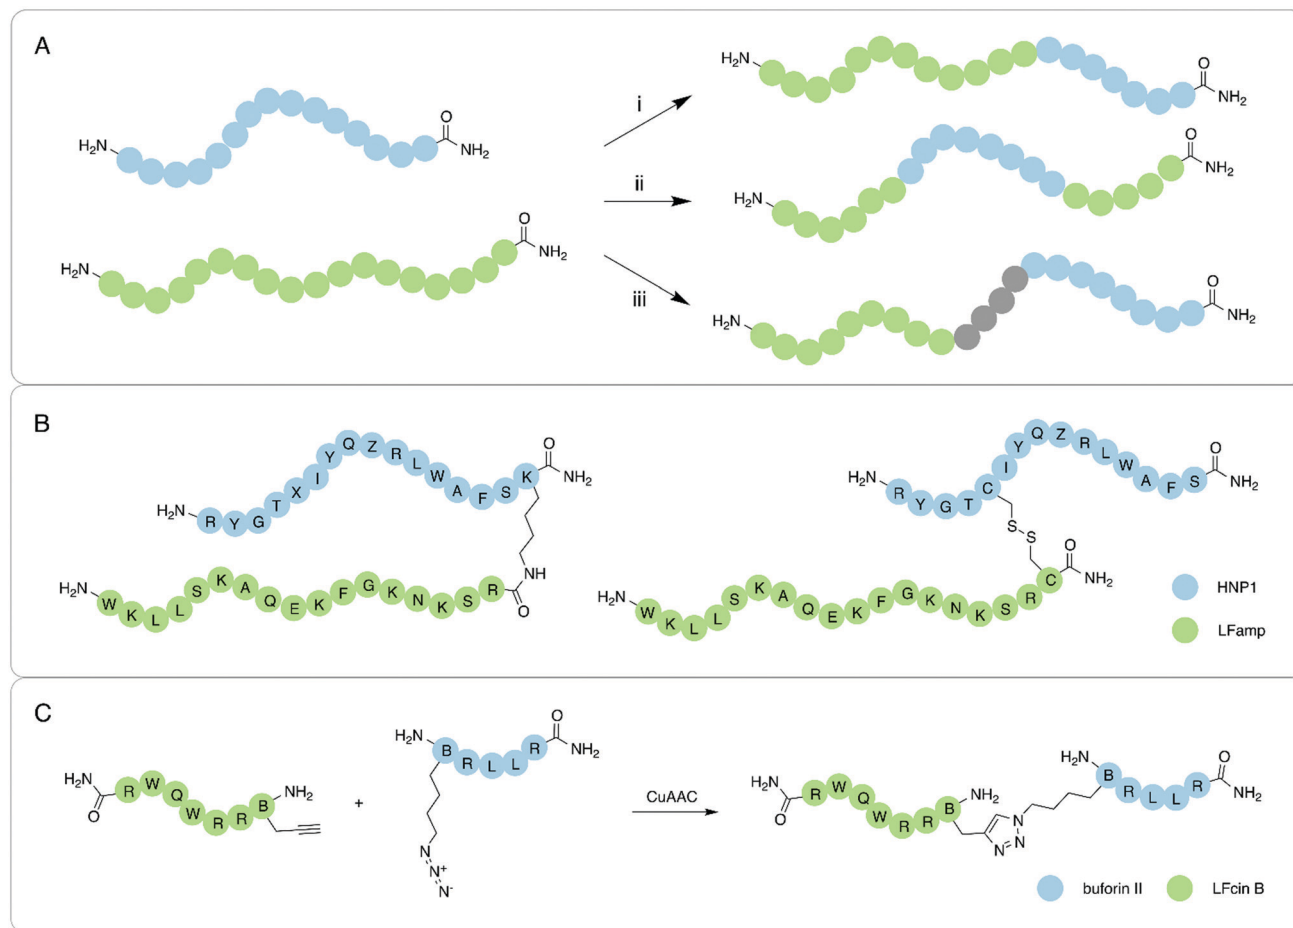 A
H₂N
O
NH₂
H₂N
O
NH₂
i
ii
iii
H₂N
O
NH₂
H₂N
O
NH₂
H₂N
O
NH₂
B
H₂N R Y G T X I Y Q Z R L W A F S K O NH₂
H₂N W K L L S K A Q E K F G K N K S R O NH
H₂N R Y G T C I Y Q Z R L W A F S O NH₂
S S
H₂N W K L L S K A Q E K F G K N K S R C O NH₂
HNP1
LFamp
C
H₂N O R W Q W R R B NH₂
+
H₂N B R L L R O NH₂
N N⁺ N⁻
CuAAC
H₂N O R W Q W R R B NH₂
N N N
H₂N B R L L R O NH₂
buforin II
LFcin B